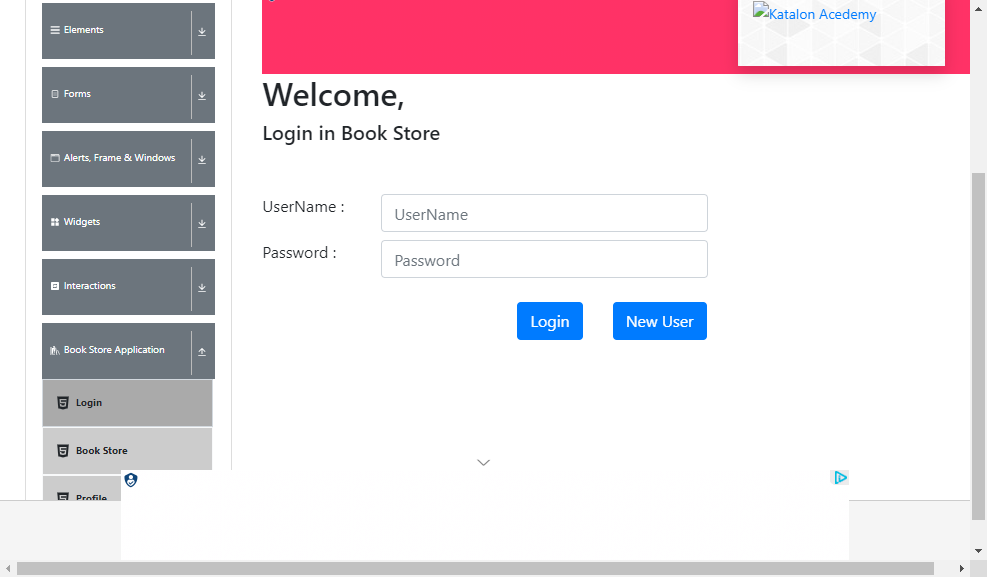 Elements
Forms
Alerts, Frame & Windows
Widgets
Interactions
Book Store Application
Login
Book Store
Profile
Katalon Acedemy
Welcome,
Login in Book Store
UserName :
UserName
Password :
Password
Login
New User